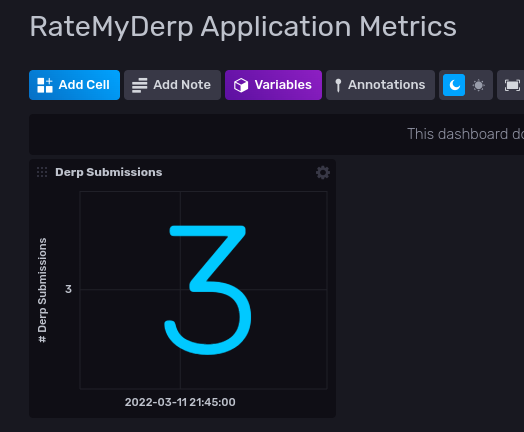 RateMyDerp Application Metrics
Add Cell
Add Note
Variables
Annotations
This dashboard do
Derp Submissions
# Derp Submissions
3
3
2022-03-11 21:45:00